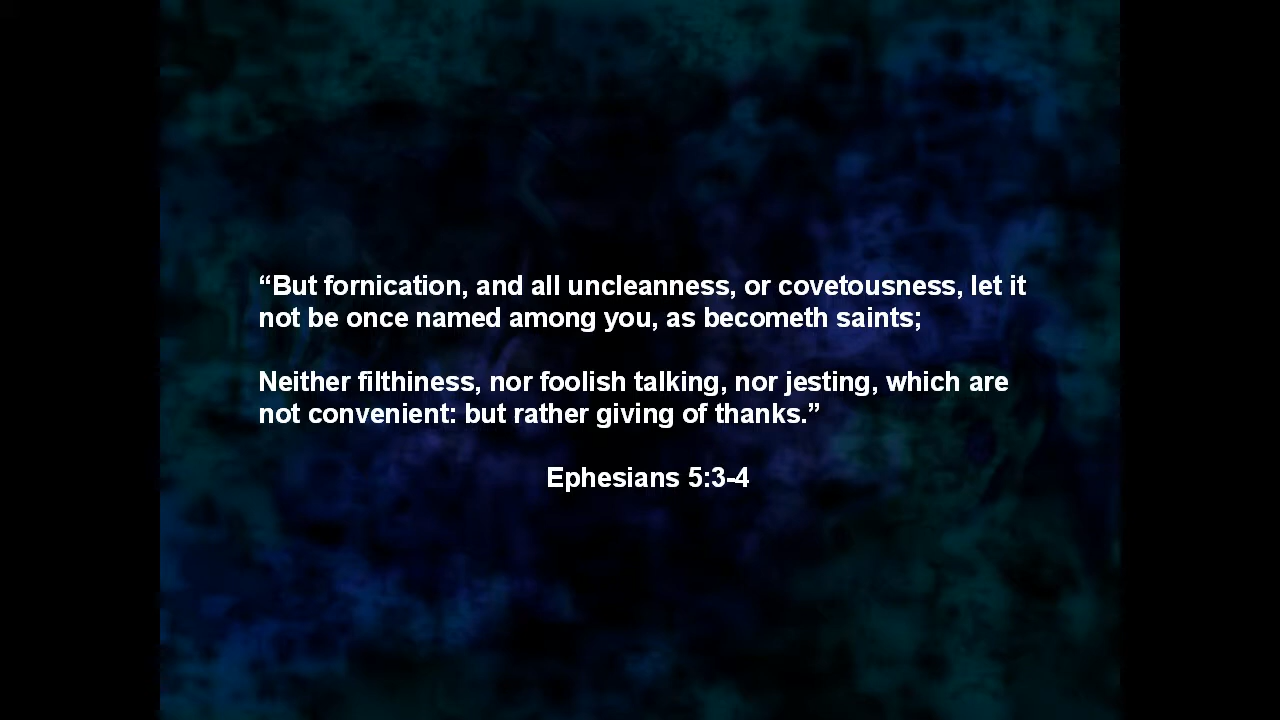 “But fornication, and all uncleanness, or covetousness, let it
not be once named among you, as becometh saints;
Neither filthiness, nor foolish talking, nor jesting, which are
not convenient: but rather giving of thanks.”
Ephesians 5:3-4